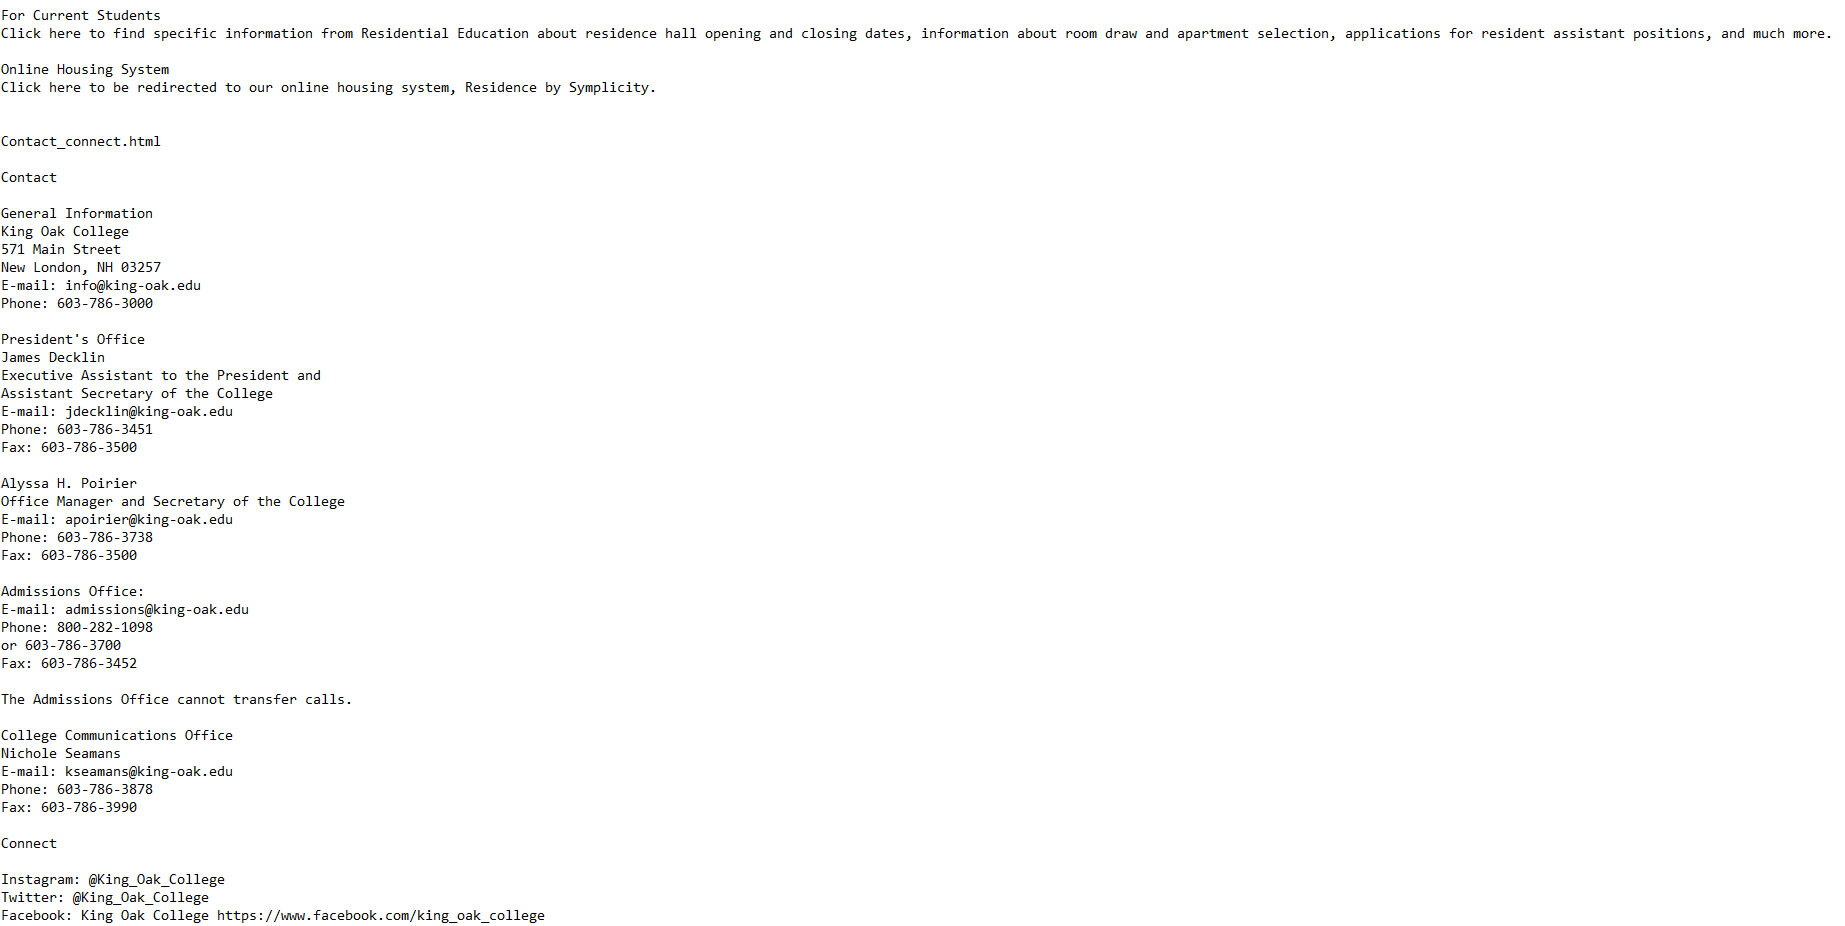 For Current Students
Click here to find specific information from Residential Education about residence hall opening and closing dates, information about room draw and apartment selection, applications for resident assistant positions, and much more.
Online Housing System
Click here to be redirected to our online housing system, Residence by Symplicity.
Contact_connect.html
Contact
General Information
King Oak College
571 Main Street
New London, NH 03257
E-mail: info@king-oak.edu
Phone: 603-786-3000
President's Office
James Decklin
Executive Assistant to the President and
Assistant Secretary of the College
E-mail: jdecklin@king-oak.edu
Phone: 603-786-3451
Fax: 603-786-3500
Alyssa H. Poirier
Office Manager and Secretary of the College
E-mail: apoirier@king-oak.edu
Phone: 603-786-3738
Fax: 603-786-3500
Admissions Office:
E-mail: admissions@king-oak.edu
Phone: 800-282-1098
or 603-786-3700
Fax: 603-786-3452
The Admissions Office cannot transfer calls.
College Communications Office
Nichole Seamans
E-mail: kseamans@king-oak.edu
Phone: 603-786-3878
Fax: 603-786-3990
Connect
Instagram: @King_Oak_College
Twitter: @King_Oak_College
Facebook: King Oak College https://www.facebook.com/king_oak_college